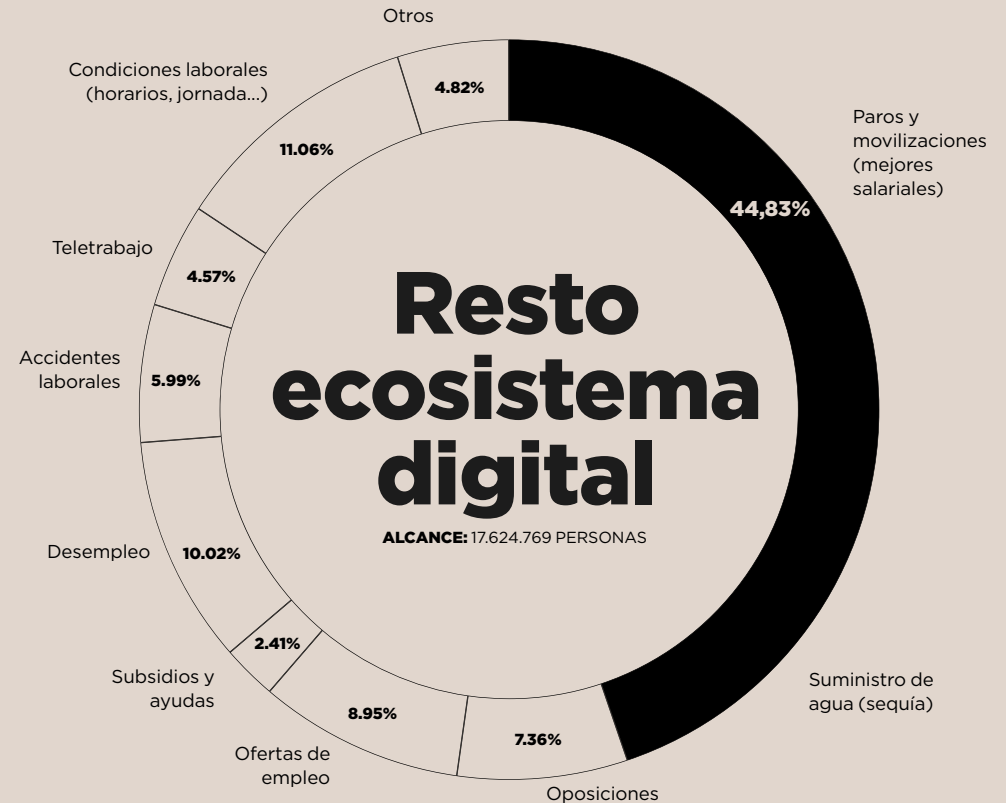 Otros
4.82%
Condiciones laborales
(horarios, jornada...)
11.06%
Paros y
movilizaciones
(mejores
salariales)
44,83%
Teletrabajo
4.57%
Accidentes
laborales
5.99%
Resto
ecosistema
digital
ALCANCE: 17.624.769 PERSONAS
Desempleo
10.02%
Subsidios y
ayudas
2.41%
Suministro de
agua (sequía)
Ofertas de
empleo
8.95%
7.36%
Oposiciones